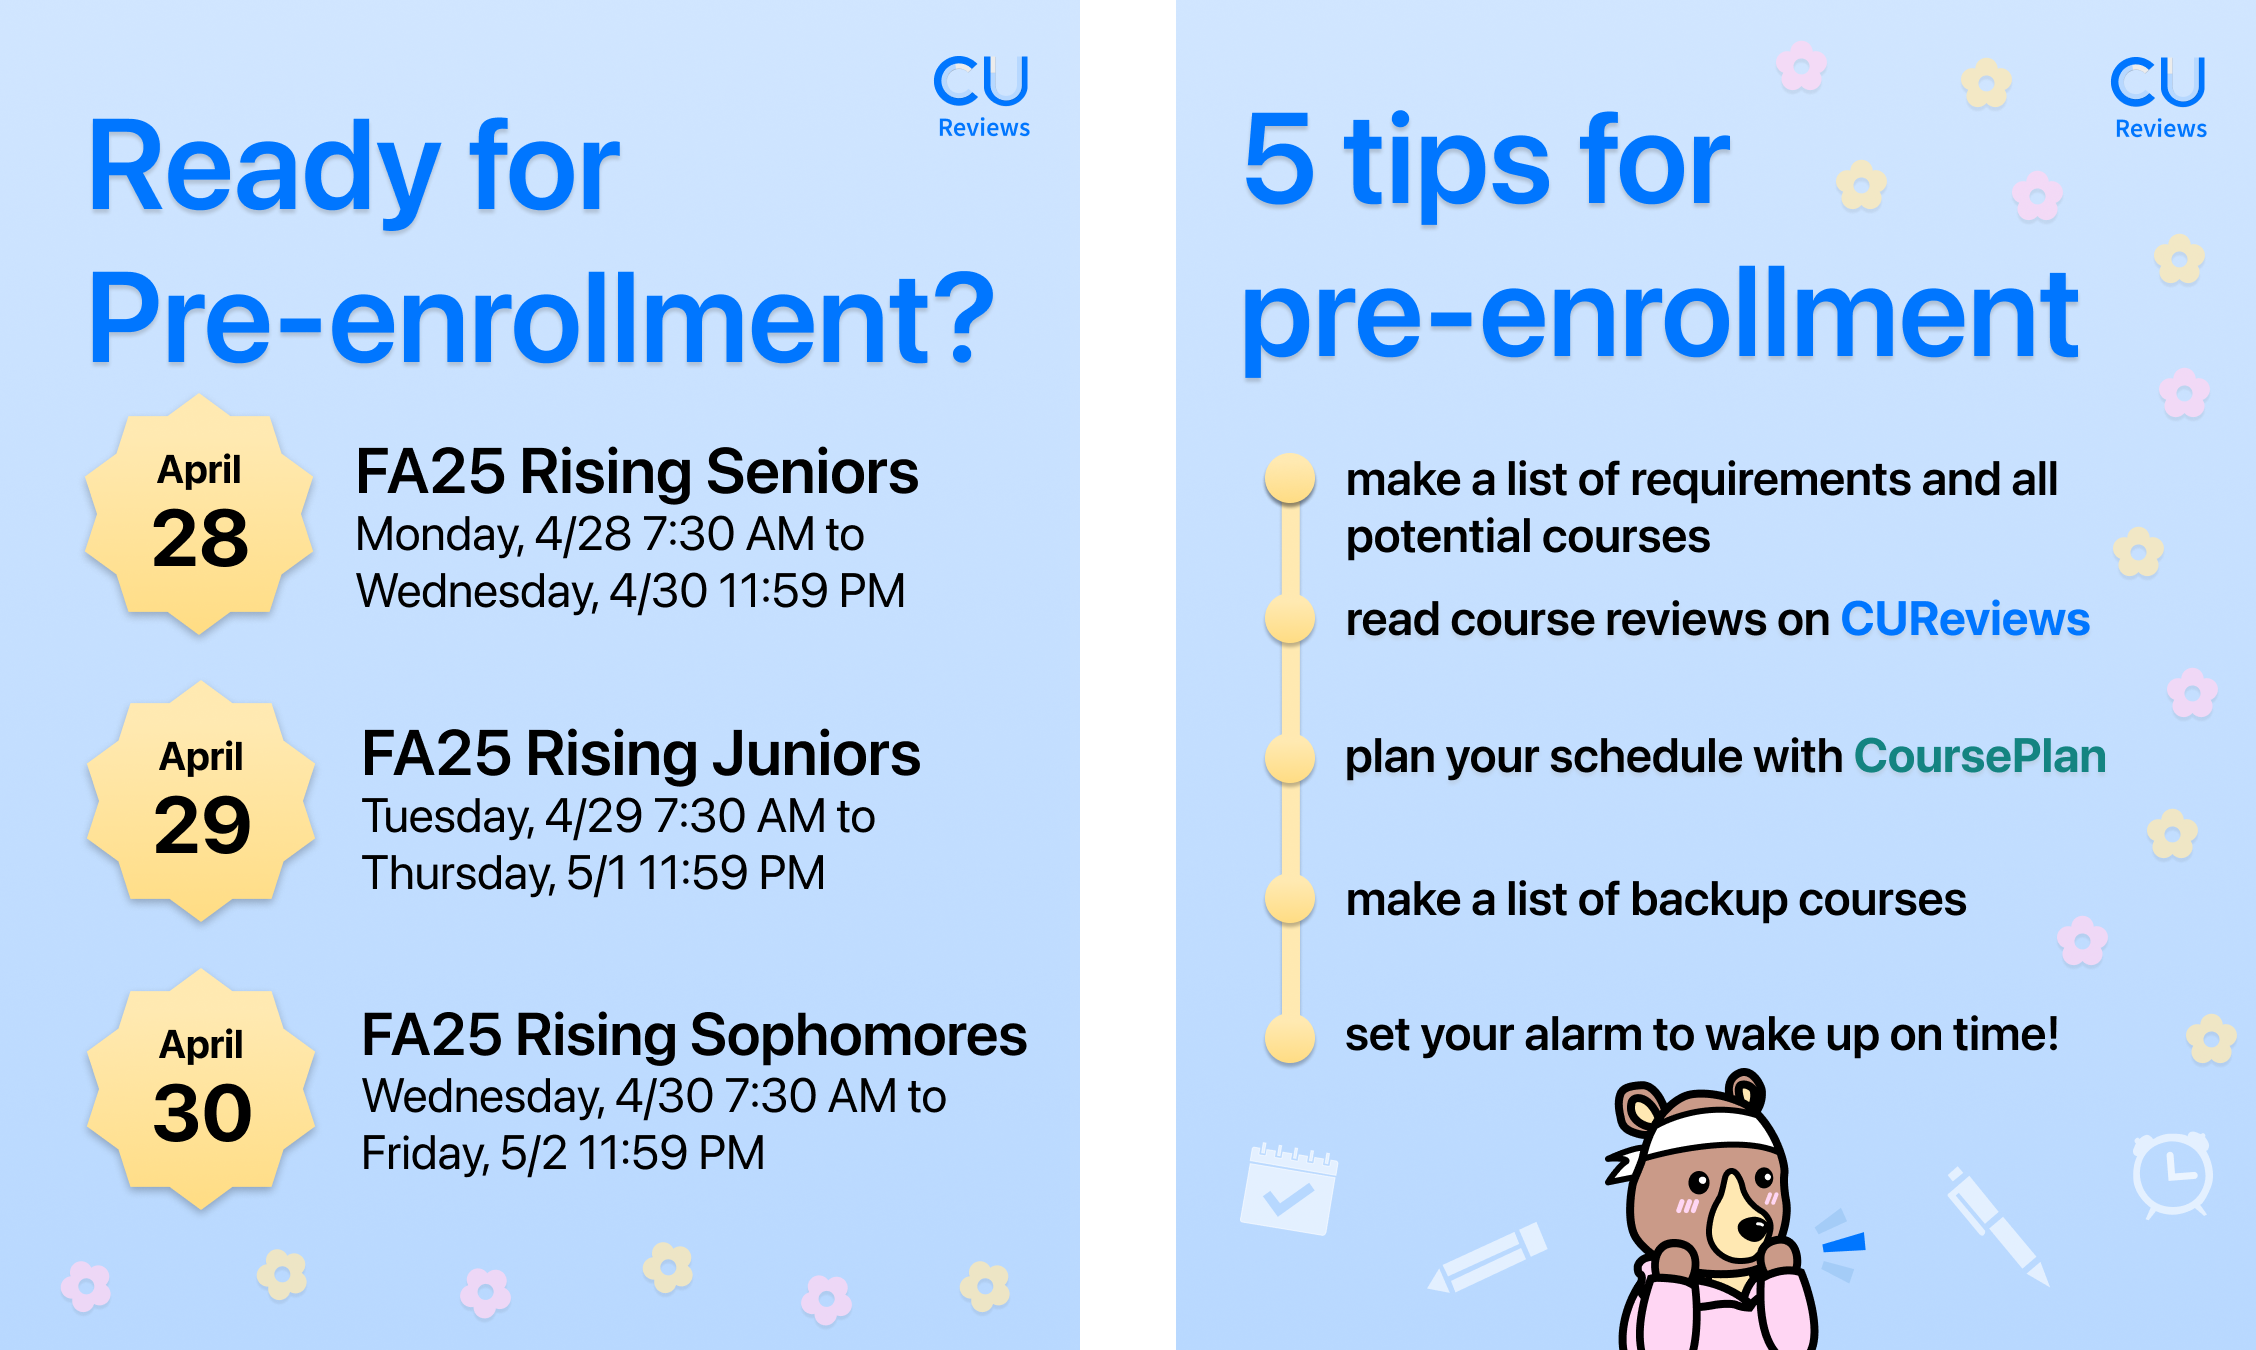 CU
Reviews
Ready for
Pre-enrollment?
April
28
FA25 Rising Seniors
Monday, 4/28 7:30 AM to
Wednesday, 4/30 11:59 PM
April
29
FA25 Rising Juniors
Tuesday, 4/29 7:30 AM to
Thursday, 5/1 11:59 PM
April
30
FA25 Rising Sophomores
Wednesday, 4/30 7:30 AM to
Friday, 5/2 11:59 PM
CU
Reviews
5 tips for
pre-enrollment
make a list of requirements and all
potential courses
read course reviews on CUReviews
plan your schedule with CoursePlan
make a list of backup courses
set your alarm to wake up on time!